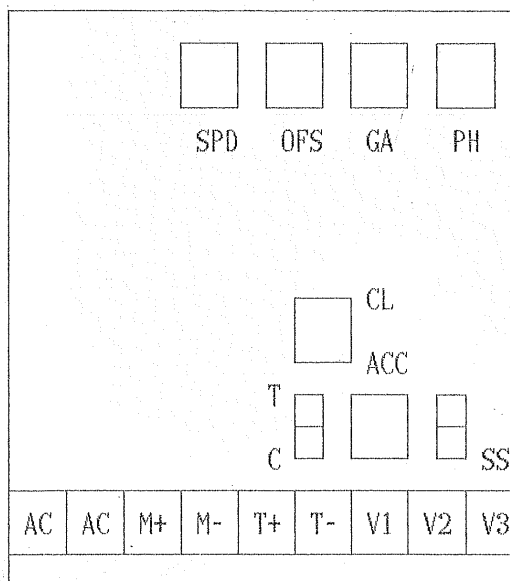 SPD OFS GA PH
CL
ACC
T
C SS
AC AC M+ M- T+ T- V1 V2 V3